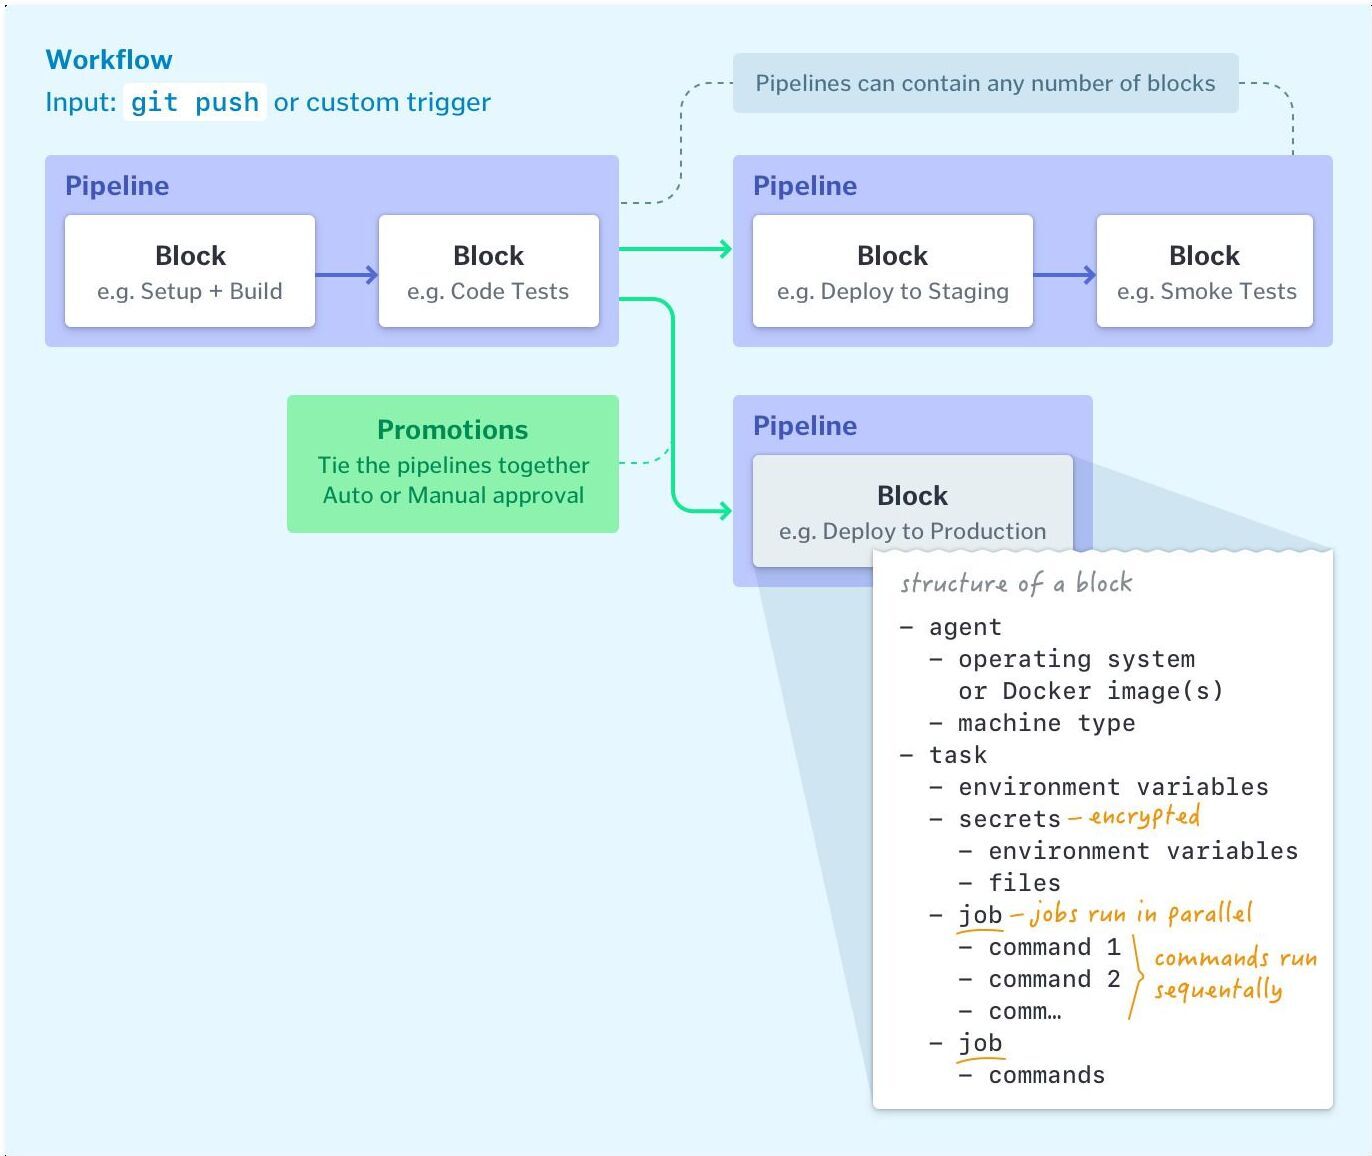 Workflow
Input: git push or custom trigger
Pipelines can contain any number of blocks
Pipeline
Block
e.g. Setup + Build
Block
e.g. Code Tests
Pipeline
Block
e.g. Deploy to Staging
Block
e.g. Smoke Tests
Promotions
Tie the pipelines together
Auto or Manual approval
Pipeline
Block
e.g. Deploy to Production
structure of a block
– agent
– operating system
or Docker image(s)
– machine type
– task
– environment variables
– secrets – encrypted
– environment variables
– files
– job – jobs run in parallel
– command 1
– command 2
– comm…
commands run
sequentally
– job
– commands